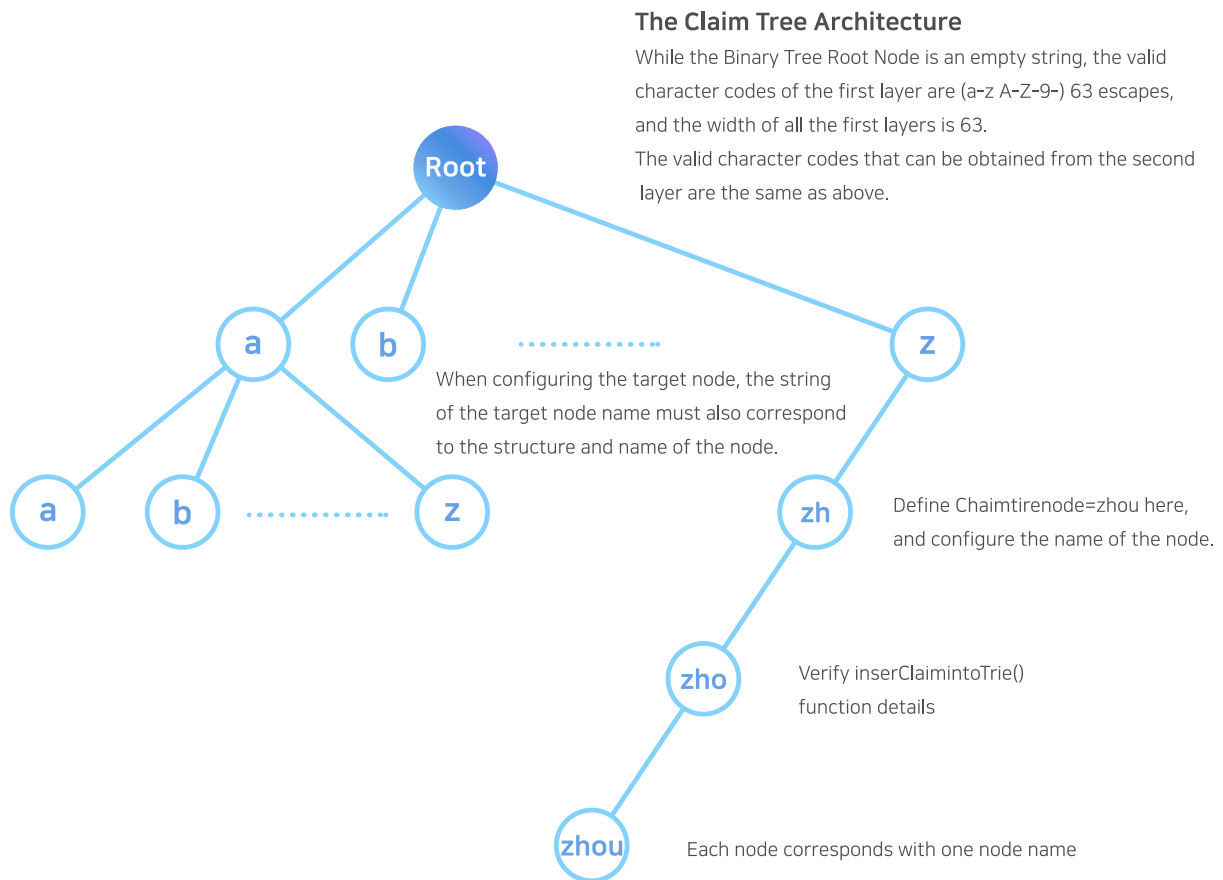 The Claim Tree Architecture
While the Binary Tree Root Node is an empty string, the valid
character codes of the first layer are (a-z A-Z-9-) 63 escapes,
and the width of all the first layers is 63.
The valid character codes that can be obtained from the second
layer are the same as above.
Root
a
b
z
When configuring the target node, the string
of the target node name must also correspond
to the structure and name of the node.
a
b
z
zh
Define Chaimtirenode=zhou here,
and configure the name of the node.
zho
Verify inserClaimintoTrie()
function details
zhou
Each node corresponds with one node name